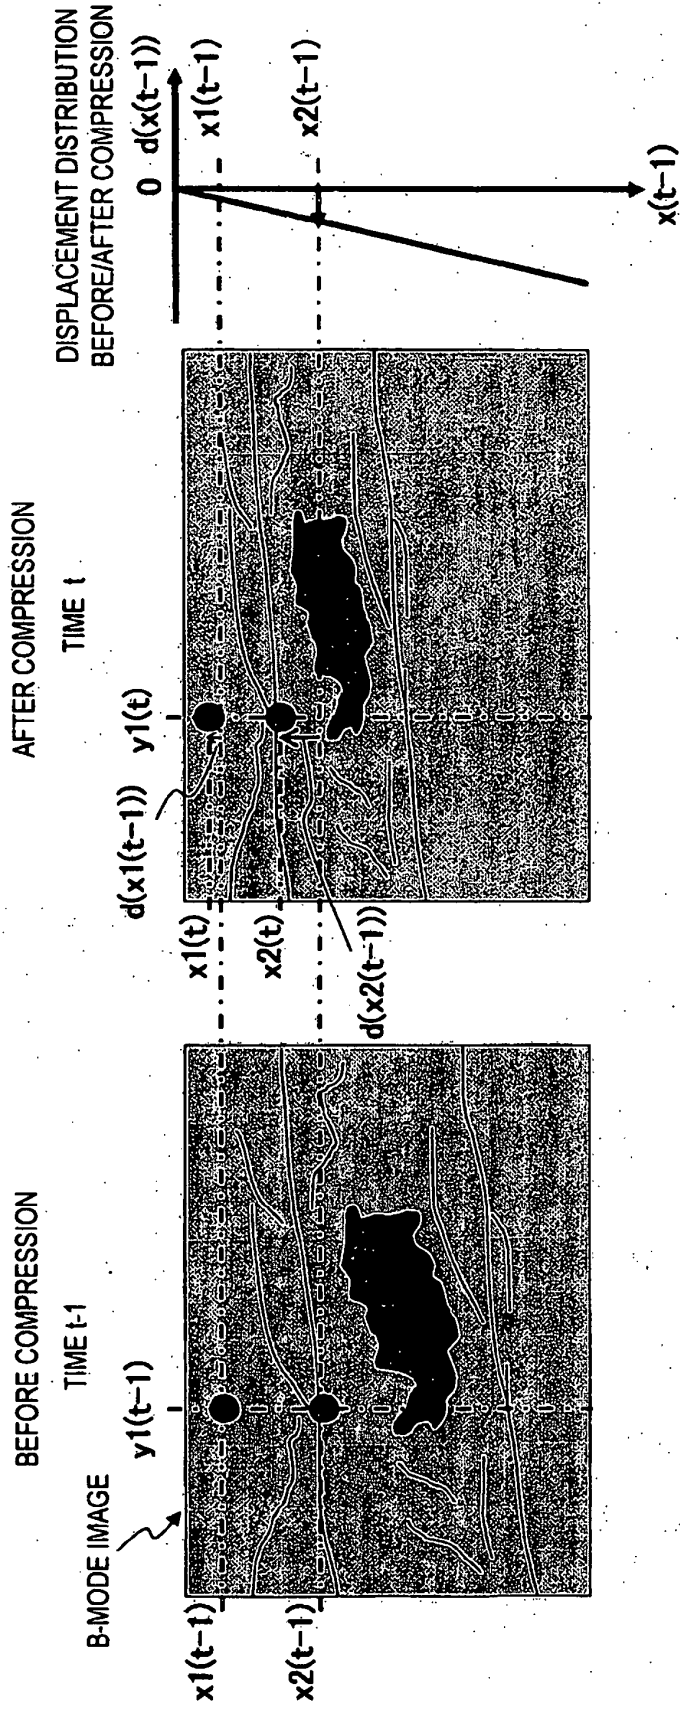 BEFORE COMPRESSION
TIME t-1
B-MODE IMAGE
y1(t-1)
x1(t-1)
x2(t-1)
AFTER COMPRESSION
TIME t
d(x1(t-1))
y1(t)
x1(t)
x2(t)
d(x2(t-1))
DISPLACEMENT DISTRIBUTION
BEFORE/AFTER COMPRESSION
0
d(x(t-1))
x1(t-1)
x2(t-1)
x(t-1)